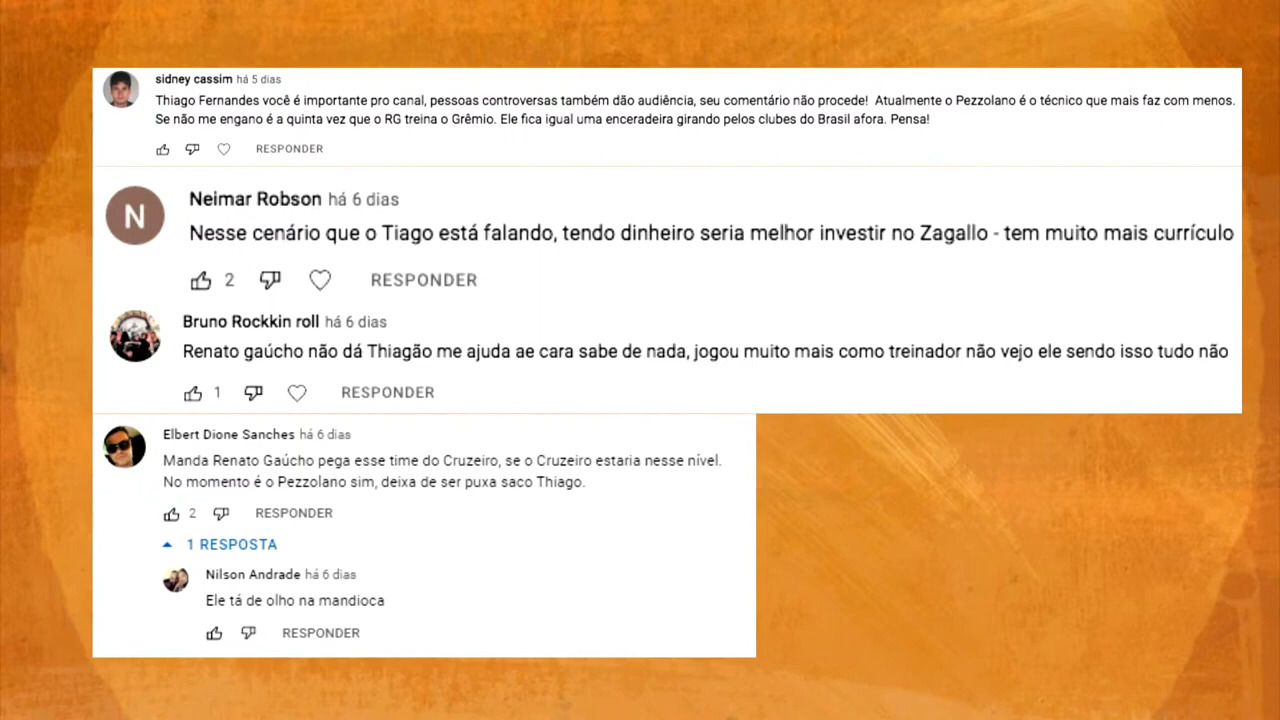 sidney cassim há 5 dias
Thiago Fernandes você é importante pro canal, pessoas controversas também dão audiência, seu comentário não procede! Atualmente o Pezzolano é o técnico que mais faz com menos.
Se não me engano é a quinta vez que o RG treina o Grêmio. Ele fica igual uma enceradeira girando pelos clubes do Brasil afora. Pensa!
RESPONDER
N
Neimar Robson há 6 dias
Nesse cenário que o Tiago está falando, tendo dinheiro seria melhor investir no Zagallo - tem muito mais currículo
2 RESPONDER
Bruno Rockkin roll há 6 dias
Renato gaúcho não dá Thiagão me ajuda ae cara sabe de nada, jogou muito mais como treinador não vejo ele sendo isso tudo não
1 RESPONDER
Elbert Dione Sanches há 6 dias
Manda Renato Gaúcho pega esse time do Cruzeiro, se o Cruzeiro estaria nesse nível.
No momento é o Pezzolano sim, deixa de ser puxa saco Thiago.
2 RESPONDER
1 RESPOSTA
Nilson Andrade há 6 dias
Ele tá de olho na mandioca
RESPONDER